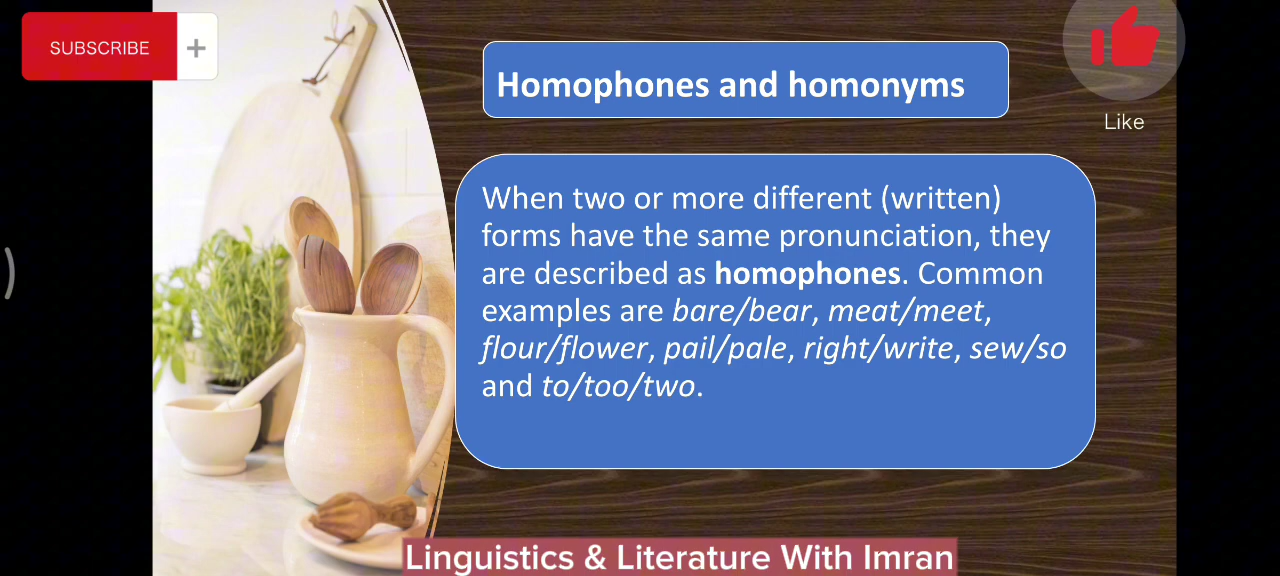 SUBSCRIBE +
Homophones and homonyms
Like
When two or more different (written)
forms have the same pronunciation, they
are described as homophones. Common
examples are bare/bear, meat/meet,
flour/flower, pail/pale, right/write, sew/so
and to/too/two.
Linguistics & Literature With Imran